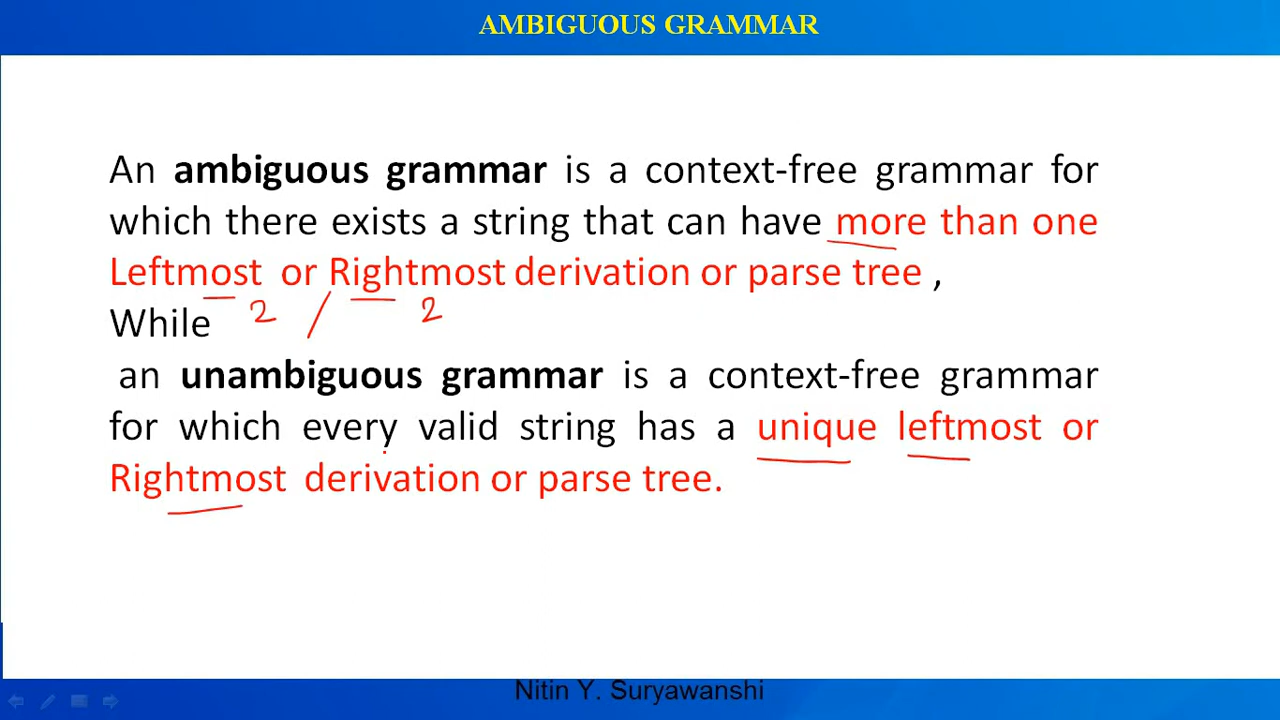 AMBIGUOUS GRAMMAR
An ambiguous grammar is a context-free grammar for
which there exists a string that can have more than one
Leftmost or Rightmost derivation or parse tree ,
2 / 2
While
an unambiguous grammar is a context-free grammar
for which every valid string has a unique leftmost or
Rightmost derivation or parse tree.
Nitin Y. Suryawanshi